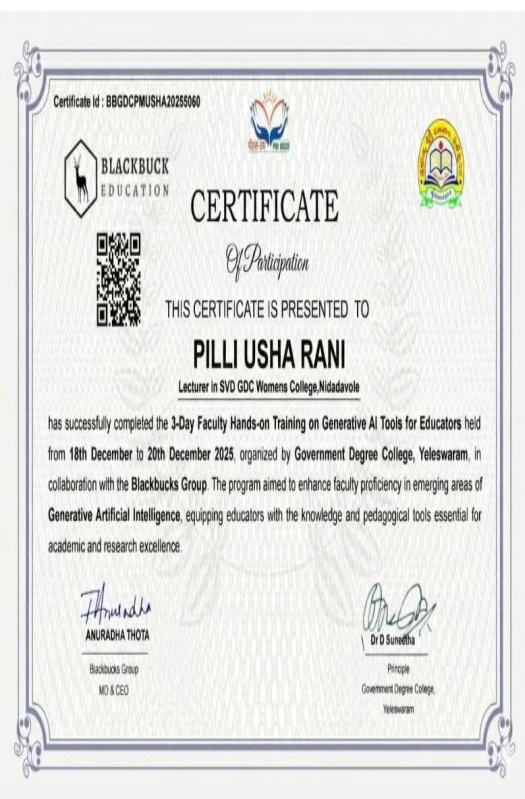 Certificate Id : BBGDCPMUSHA20255060
BLACKBUCK
EDUCATION
CERTIFICATE
Of Participation
THIS CERTIFICATE IS PRESENTED TO
PILLI USHA RANI
Lecturer in SVD GDC Womens College,Nidadavole
has successfully completed the 3-Day Faculty Hands-on Training on Generative AI Tools for Educators held
from 18th December to 20th December 2025, organized by Government Degree College, Yeleswaram, in
collaboration with the Blackbucks Group. The program aimed to enhance faculty proficiency in emerging areas of
Generative Artificial Intelligence, equipping educators with the knowledge and pedagogical tools essential for
academic and research excellence.
ANURADHA THOTA
Blackbucks Group
MD & CEO
Dr D Suneetha
Principle
Government Degree College,
Yeleswaram